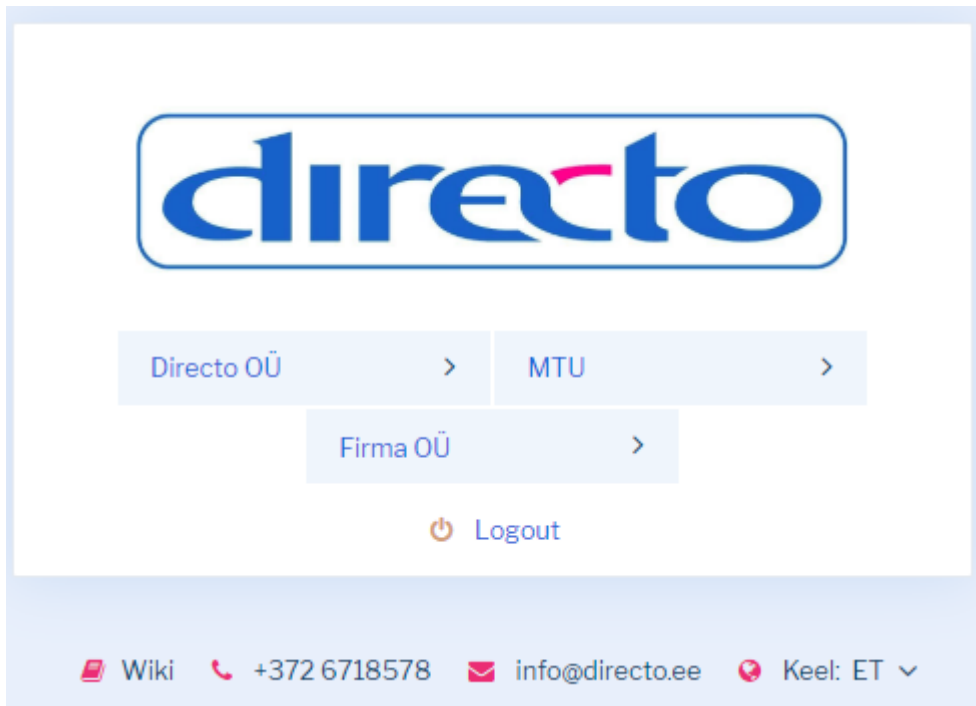 directo
Directo OÜ MTU
Firma OÜ
Logout
Wiki +372 6718578 info@directo.ee Keel: ET